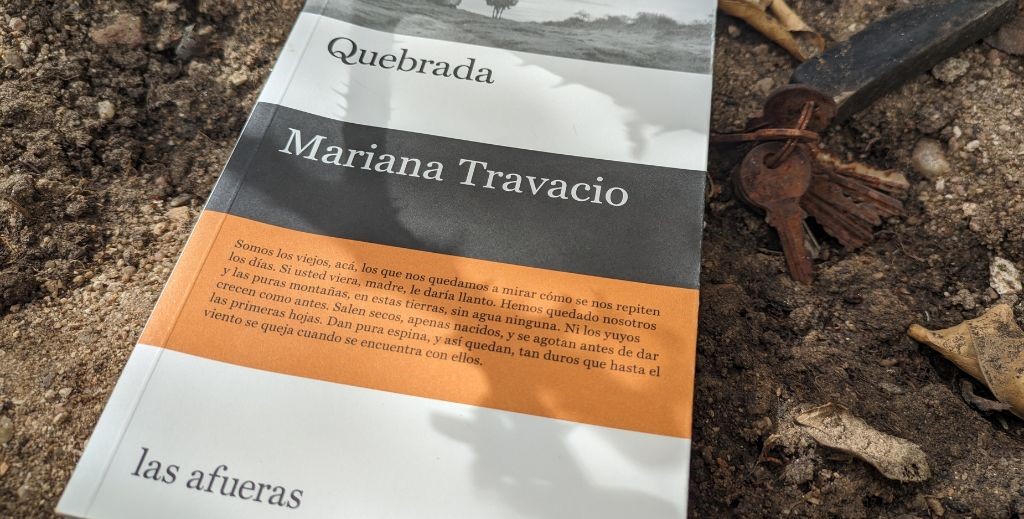 Quebrada
Mariana Travacio
Somos los viejos, acá, los que nos quedamos a mirar cómo se nos repiten
los días. Si usted viera, madre, le daría llanto. Hemos quedado nosotros
y las puras montañas, en estas tierras, sin agua ninguna. Ni los yuyos
crecen como antes. Salen secos, apenas nacidos, y se agotan antes de dar
las primeras hojas. Dan pura espina, y así quedan, tan duros que hasta el
viento se queja cuando se encuentra con ellos.
las afueras